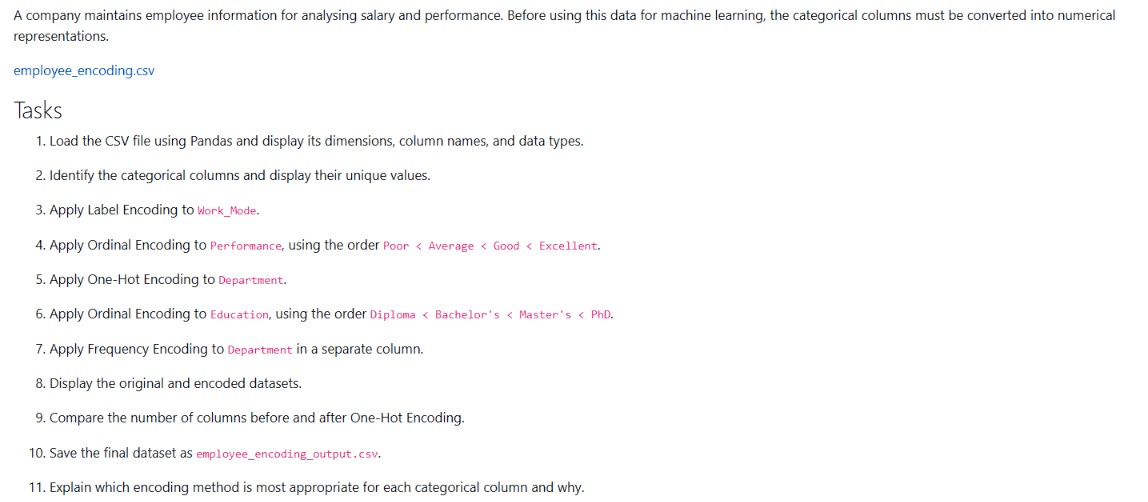 A company maintains employee information for analysing salary and performance. Before using this data for machine learning, the categorical columns must be converted into numerical
representations.
employee_encoding.csv
Tasks
1. Load the CSV file using Pandas and display its dimensions, column names, and data types.
2. Identify the categorical columns and display their unique values.
3. Apply Label Encoding to Work_Mode.
4. Apply Ordinal Encoding to Performance, using the order Poor < Average < Good < Excellent.
5. Apply One-Hot Encoding to Department.
6. Apply Ordinal Encoding to Education, using the order Diploma < Bachelor's < Master's < PhD.
7. Apply Frequency Encoding to Department in a separate column.
8. Display the original and encoded datasets.
9. Compare the number of columns before and after One-Hot Encoding.
10. Save the final dataset as employee_encoding_output.csv.
11. Explain which encoding method is most appropriate for each categorical column and why.